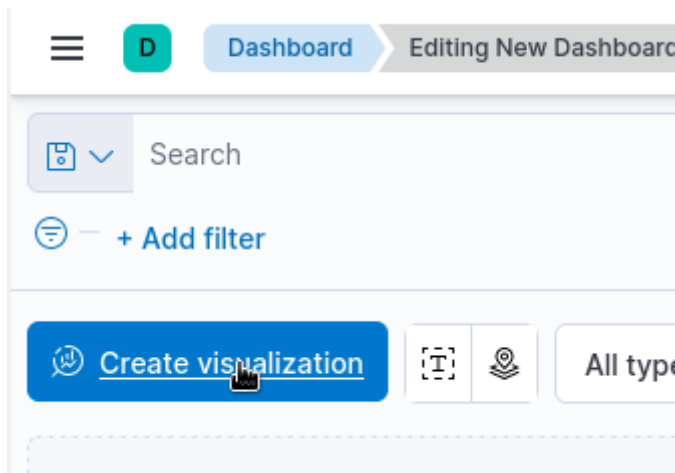 D Dashboard Editing New Dashboard
Search
+ Add filter
Create visualization T All type